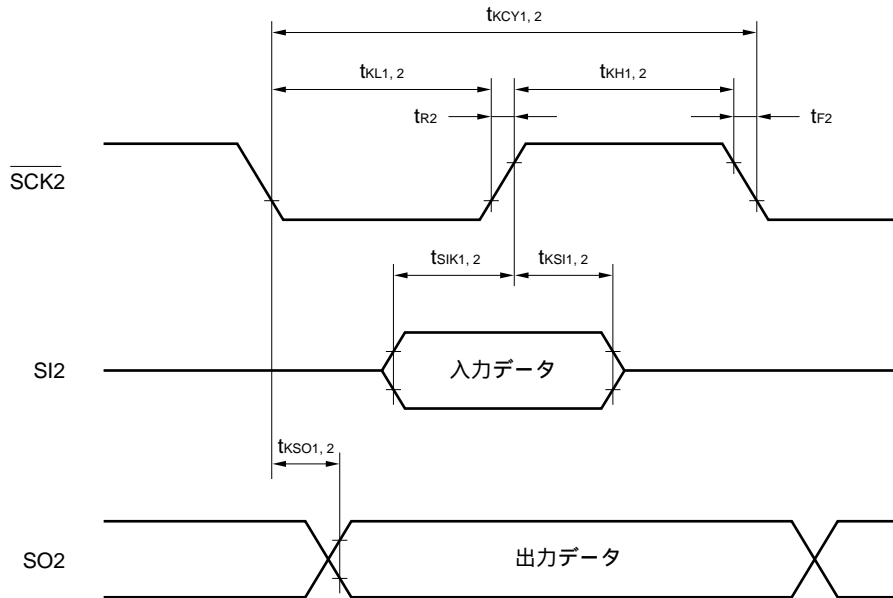 tKCY1, 2
tKL1, 2
tKH1, 2
tR2
tF2
SCK2
tSIK1, 2
tKSI1, 2
SI2
入力データ
tKSO1, 2
SO2
出力データ